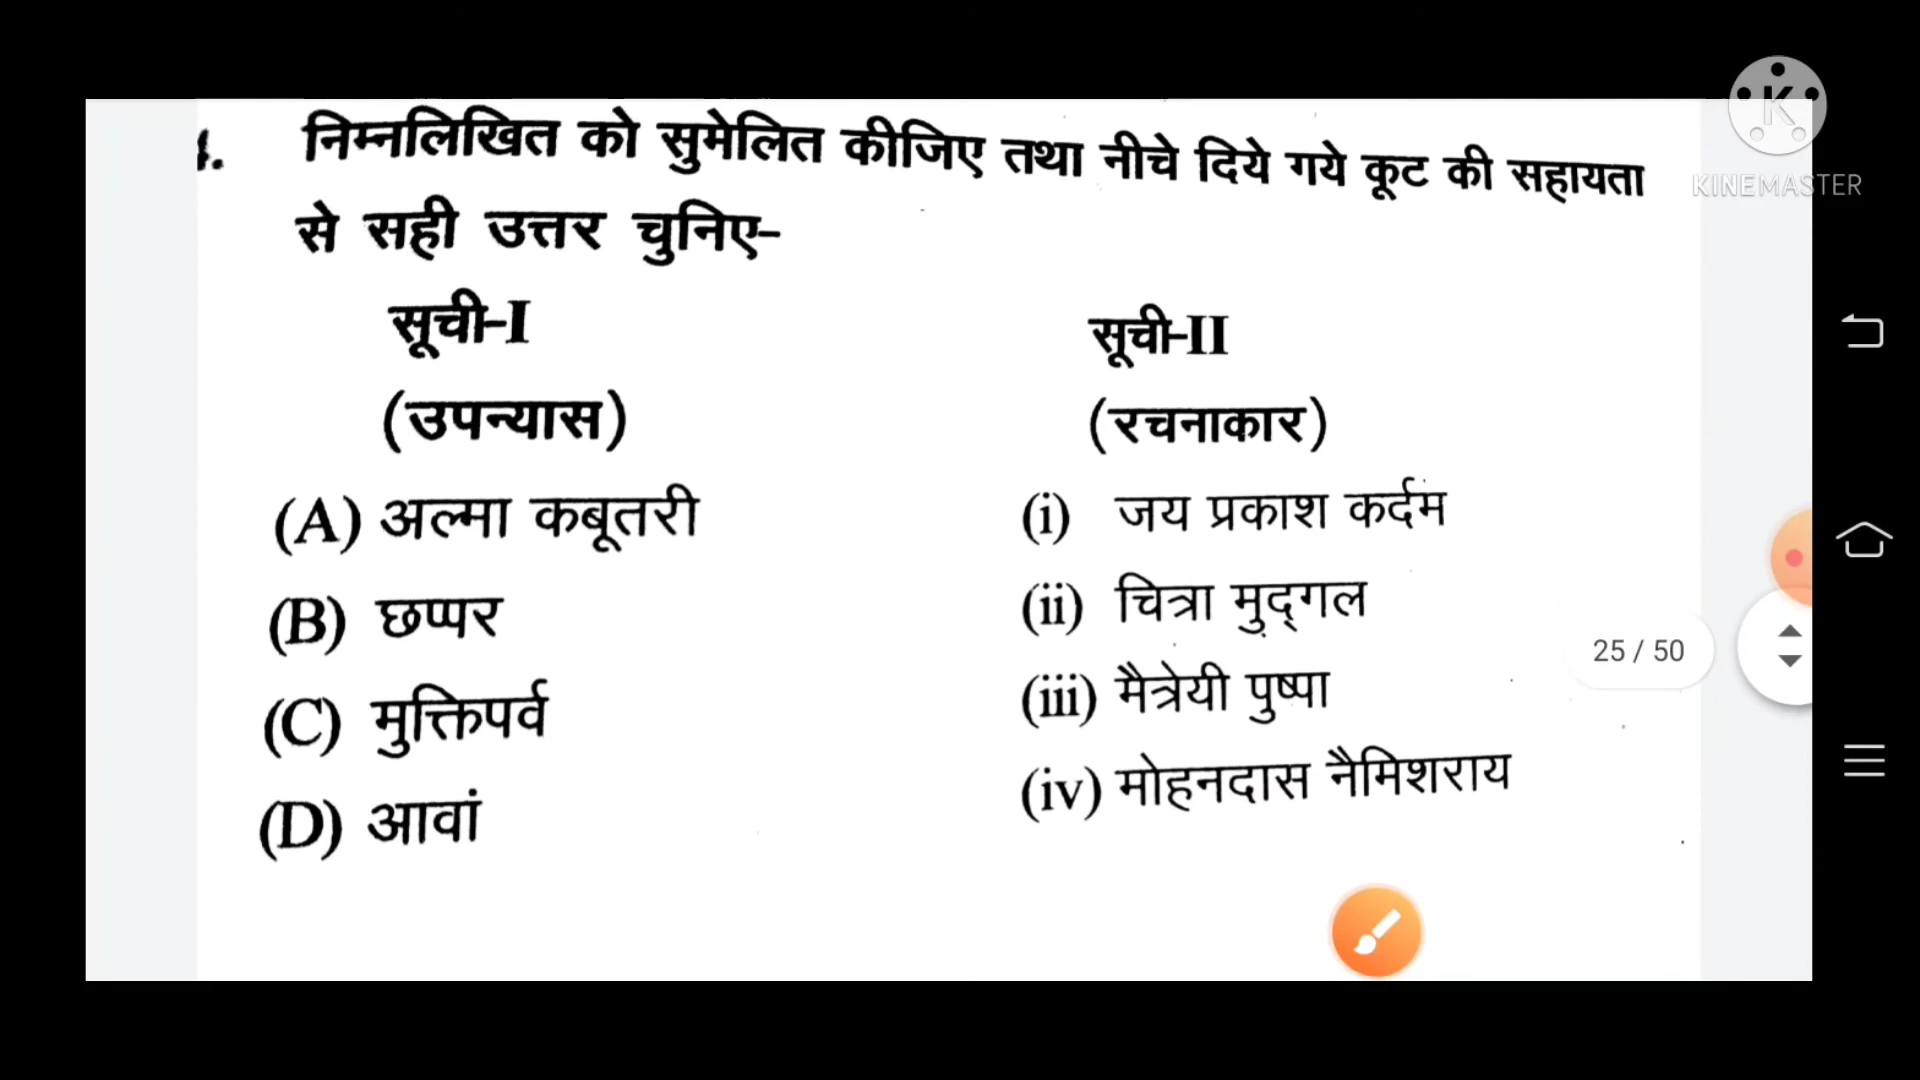 4. निम्नलिखित को सुमेलित कीजिए तथा नीचे दिये गये कूट की सहायता
से सही उत्तर चुनिए-
सूची-I सूची-II
(उपन्यास) (रचनाकार)
(A) अल्मा कबूतरी (i) जय प्रकाश कर्दम
(B) छप्पर (ii) चित्रा मुद्‌गल
(C) मुक्तिपर्व (iii) मैत्रेयी पुष्पा
(D) आवां (iv) मोहनदास नैमिशराय
K
KINEMASTER
25 / 50